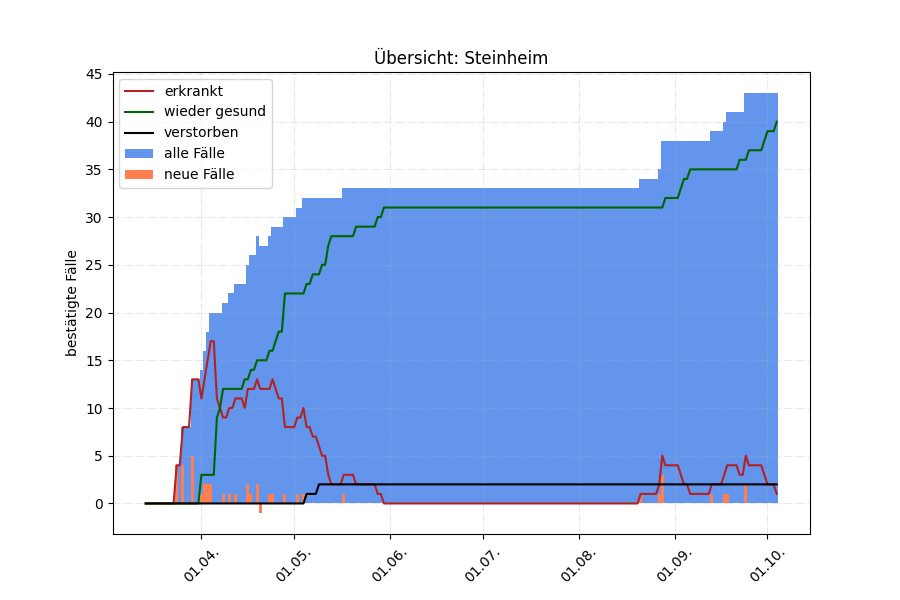 Übersicht: Steinheim
erkrankt
wieder gesund
verstorben
alle Fälle
neue Fälle
bestätigte Fälle
45
40
35
30
25
20
15
10
5
0
01.04.
01.05.
01.06.
01.07.
01.08.
01.09.
01.10.